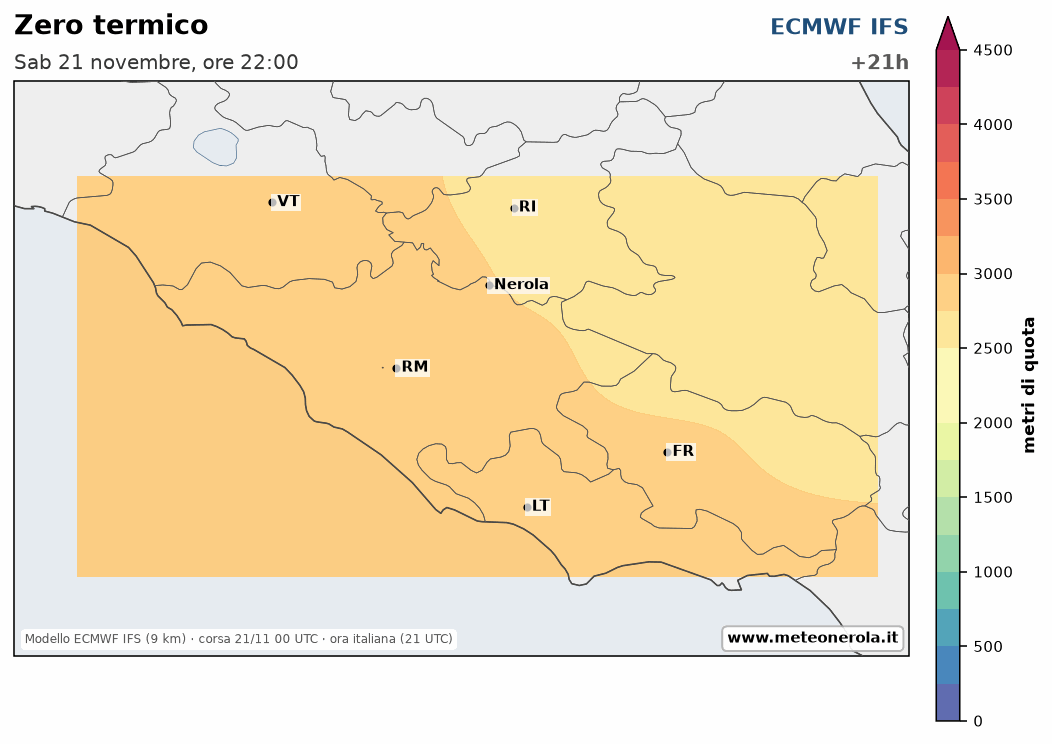 Zero termico
ECMWF IFS
Sab 21 novembre, ore 22:00
+21h
VT
RI
Nerola
RM
FR
LT
Modello ECMWF IFS (9 km) · corsa 21/11 00 UTC · ora italiana (21 UTC)
www.meteonerola.it
4500
4000
3500
3000
2500
2000
1500
1000
500
0
metri di quota